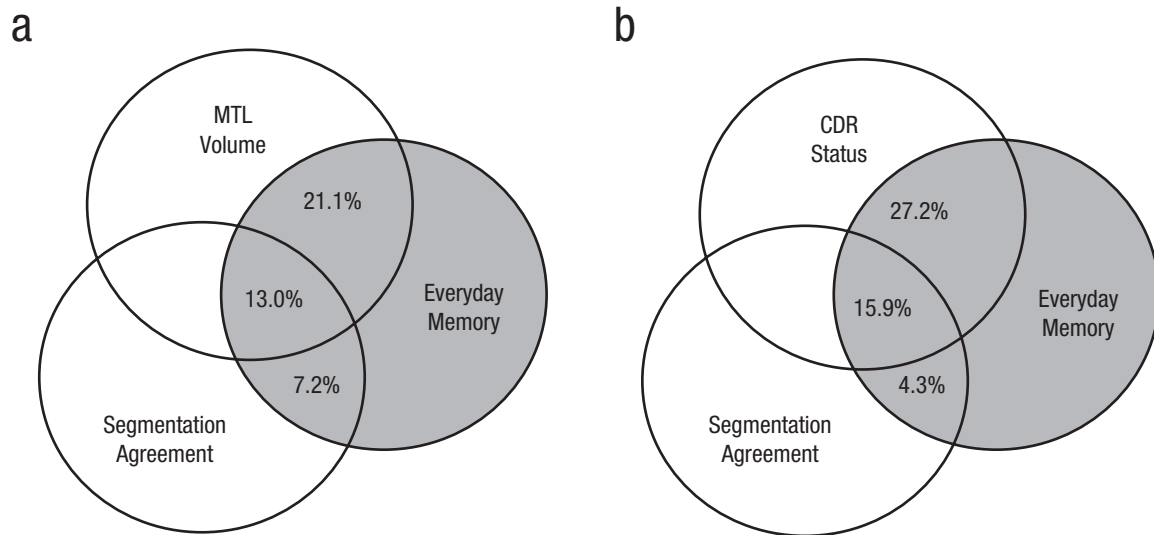 a
MTL
Volume
21.1%
13.0%
Everyday
Memory
7.2%
Segmentation
Agreement
b
CDR
Status
27.2%
15.9%
Everyday
Memory
4.3%
Segmentation
Agreement